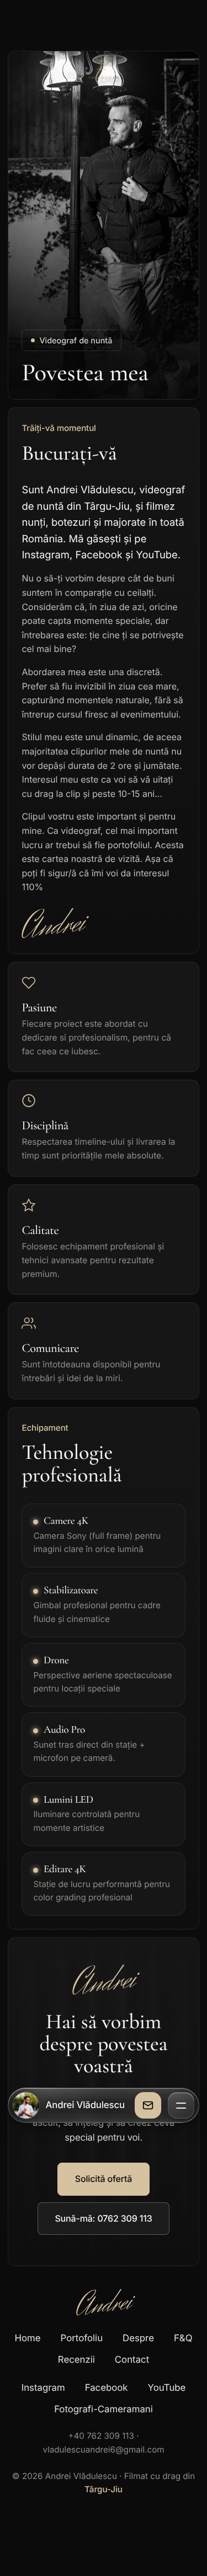 Videograf de nuntă
Povestea mea
Trăiți-vă momentul
Bucurați-vă
Sunt Andrei Vlădulescu, videograf
de nuntă din Târgu-Jiu, și filmez
nunți, botezuri și majorate în toată
România. Mă găsești și pe
Instagram, Facebook și YouTube.
Nu o să-ți vorbim despre cât de buni
suntem în comparație cu ceilalți.
Considerăm că, în ziua de azi, oricine
poate capta momente speciale, dar
întrebarea este: ție cine ți se potrivește
cel mai bine?
Abordarea mea este una discretă.
Prefer să fiu invizibil în ziua cea mare,
capturând momentele naturale, fără să
întrerup cursul firesc al evenimentului.
Stilul meu este unul dinamic, de aceea
majoritatea clipurilor mele de nuntă nu
vor depăși durata de 2 ore și jumătate.
Interesul meu este ca voi să vă uitați
cu drag la clip și peste 10-15 ani...
Clipul vostru este important și pentru
mine. Ca videograf, cel mai important
lucru ar trebui să fie portofoliul. Acesta
este cartea noastră de vizită. Așa că
poți fi sigur/ă că îmi voi da interesul
110%
Andrei
Pasiune
Fiecare proiect este abordat cu
dedicare si profesionalism, pentru că
fac ceea ce iubesc.
Disciplină
Respectarea timeline-ului și livrarea la
timp sunt prioritățile mele absolute.
Calitate
Folosesc echipament profesional și
tehnici avansate pentru rezultate
premium.
Comunicare
Sunt întotdeauna disponibil pentru
întrebări și idei de la miri.
Echipament
Tehnologie
profesională
Camere 4K
Camera Sony (full frame) pentru
imagini clare în orice lumină
Stabilizatoare
Gimbal profesional pentru cadre
fluide și cinematice
Drone
Perspective aeriene spectaculoase
pentru locații speciale
Audio Pro
Sunet tras direct din stație +
microfon pe cameră.
Lumini LED
Iluminare controlată pentru
momente artistice
Editare 4K
Stație de lucru performantă pentru
color grading profesional
Andrei
Hai să vorbim
despre povestea
voastră
Andrei Vlădulescu
ascult, să înțeleg și să creez ceva
special pentru voi.
Solicită ofertă
Sună-mă: 0762 309 113
Andrei
Home Portofoliu Despre F&Q
Recenzii Contact
Instagram Facebook YouTube
Fotografi-Cameramani
+40 762 309 113 ·
vladulescuandrei6@gmail.com
© 2026 Andrei Vlădulescu · Filmat cu drag din
Târgu-Jiu